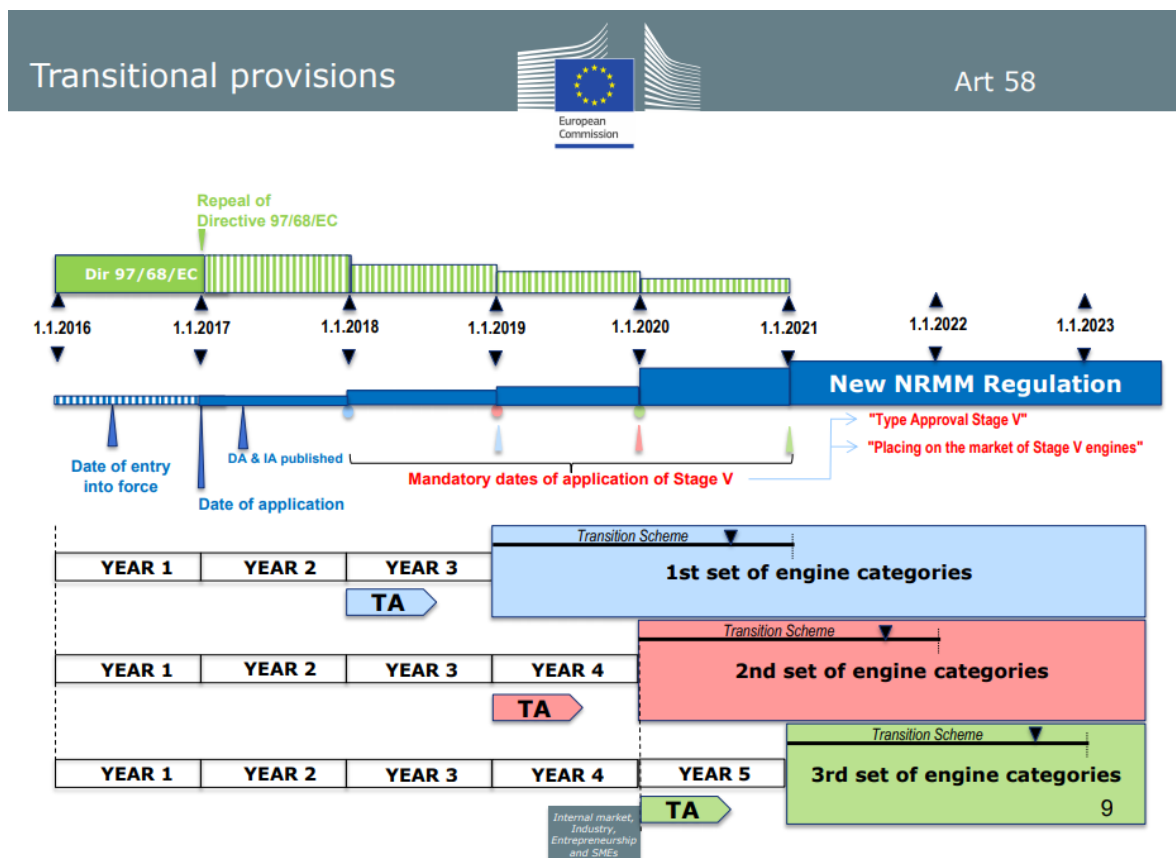 Transitional provisions
European
Commission
Art 58
Repeal of
Directive 97/68/EC
Dir 97/68/EC
1.1.2016
1.1.2017
1.1.2018
1.1.2019
1.1.2020
1.1.2021
1.1.2022
1.1.2023
New NRMM Regulation
"Type Approval Stage V"
"Placing on the market of Stage V engines"
Date of entry
into force
DA & IA published
Date of application
Mandatory dates of application of Stage V
Transition Scheme
YEAR 1
YEAR 2
YEAR 3
1st set of engine categories
TA
Transition Scheme
YEAR 1
YEAR 2
YEAR 3
YEAR 4
2nd set of engine categories
TA
Transition Scheme
YEAR 1
YEAR 2
YEAR 3
YEAR 4
YEAR 5
3rd set of engine categories
TA
9
Internal market,
Industry,
Entrepreneurship
and SMEs